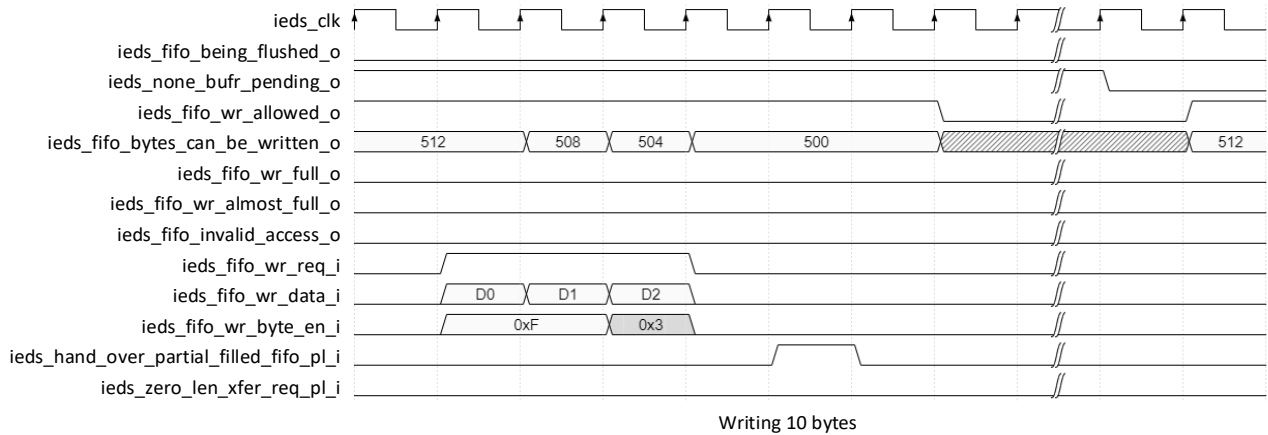 ieds_clk
ieds_fifo_being_flushed_o
ieds_none_bufr_pending_o
ieds_fifo_wr_allowed_o
ieds_fifo_bytes_can_be_written_o 512 508 504 500 512
ieds_fifo_wr_full_o
ieds_fifo_wr_almost_full_o
ieds_fifo_invalid_access_o
ieds_fifo_wr_req_i
ieds_fifo_wr_data_i D0 D1 D2
ieds_fifo_wr_byte_en_i 0xF 0x3
ieds_hand_over_partial_filled_fifo_pl_i
ieds_zero_len_xfer_req_pl_i
Writing 10 bytes